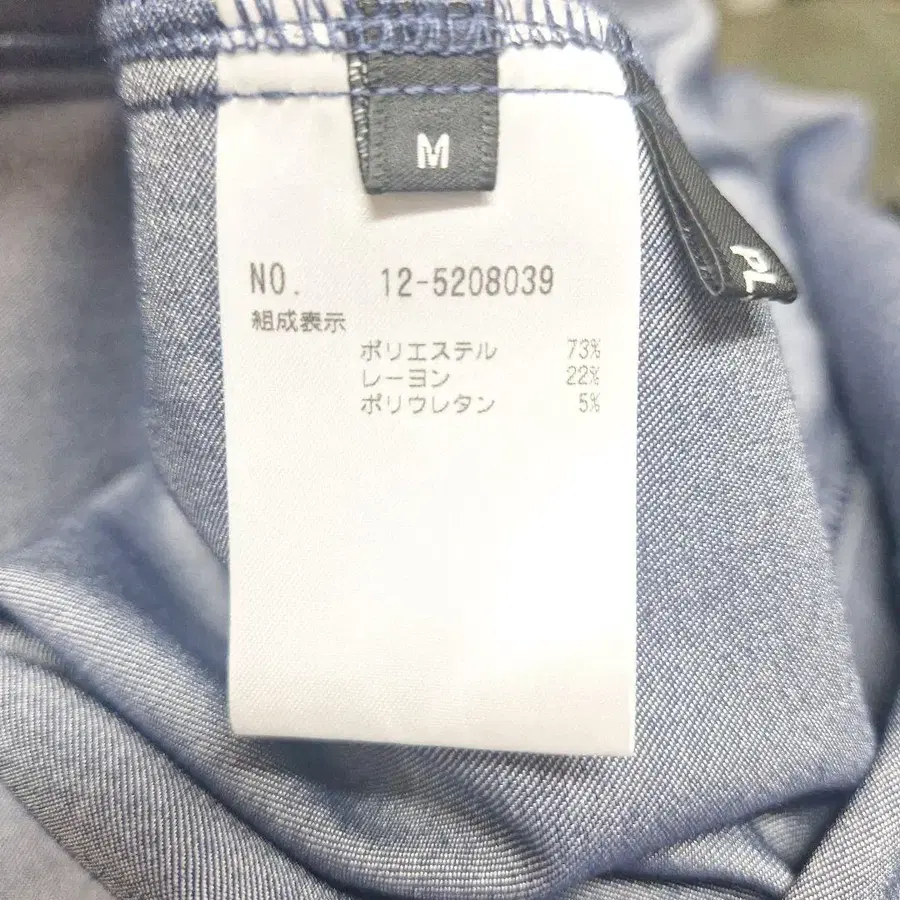 M
PL
NO. 12-5208039
組成表示
ポリエステル 73%
レーヨン 22%
ポリウレタン 5%